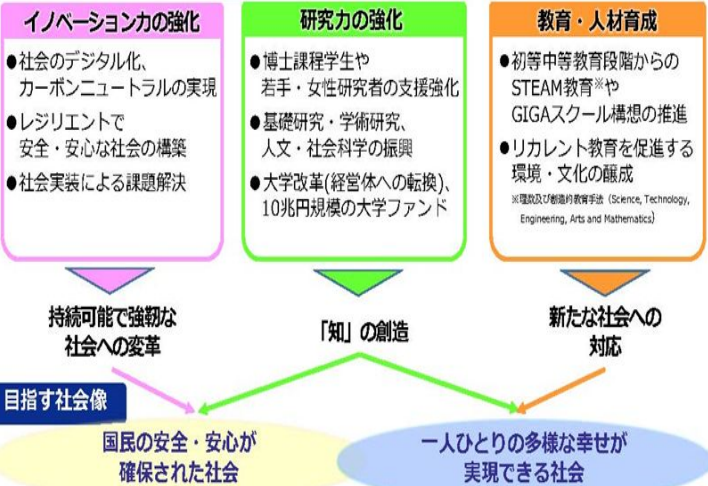 イノベーション力の強化
●社会のデジタル化、
カーボンニュートラルの実現
●レジリエントで
安全・安心な社会の構築
●社会実装による課題解決
研究力の強化
●博士課程学生や
若手・女性研究者の支援強化
●基礎研究・学術研究、
人文・社会科学の振興
●大学改革(経営体への転換)、
10兆円規模の大学ファンド
教育・人材育成
●初等中等教育段階からの
STEAM教育※や
GIGAスクール構想の推進
●リカレント教育を促進する
環境・文化の醸成
※理数及び創造的教育手法（Science, Technology,
Engineering, Arts and Mathematics）
持続可能で強靭な
社会への変革
「知」の創造
新たな社会への
対応
目指す社会像
国民の安全・安心が
確保された社会
一人ひとりの多様な幸せが
実現できる社会